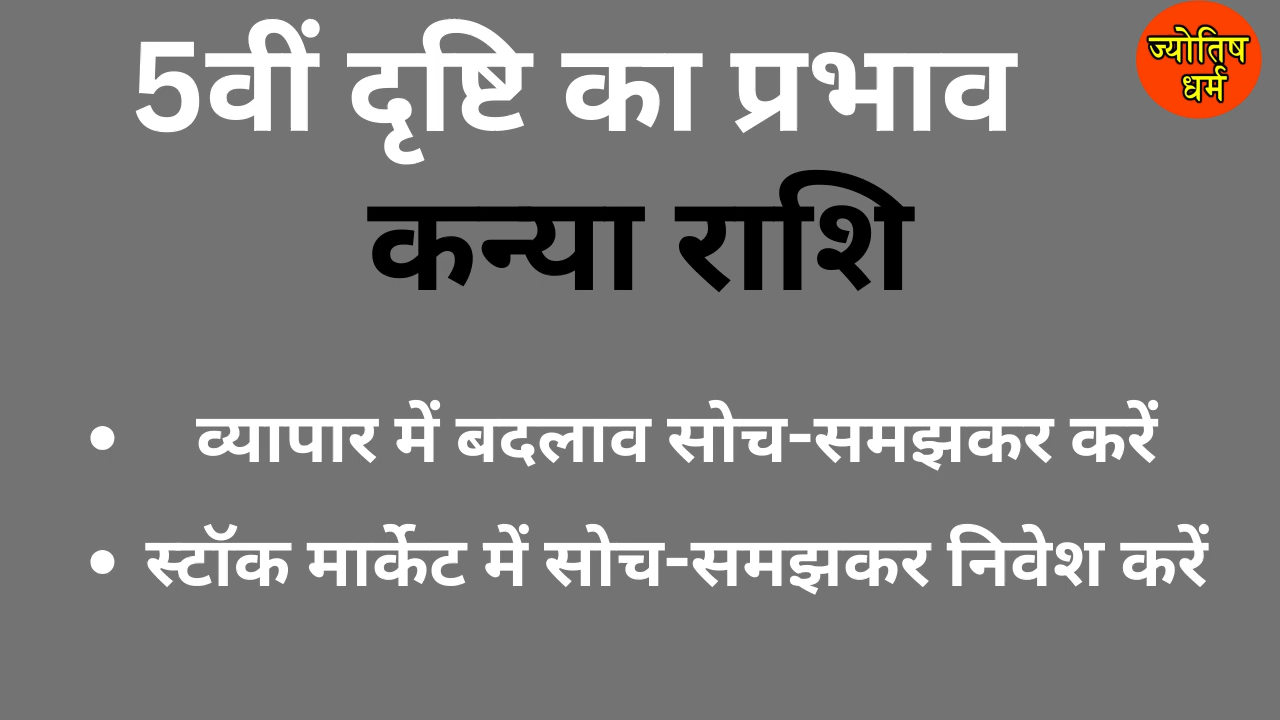 5वीं दृष्टि का प्रभाव
ज्योतिष
धर्म
कन्या राशि
• व्यापार में बदलाव सोच-समझकर करें
• स्टॉक मार्केट में सोच-समझकर निवेश करें